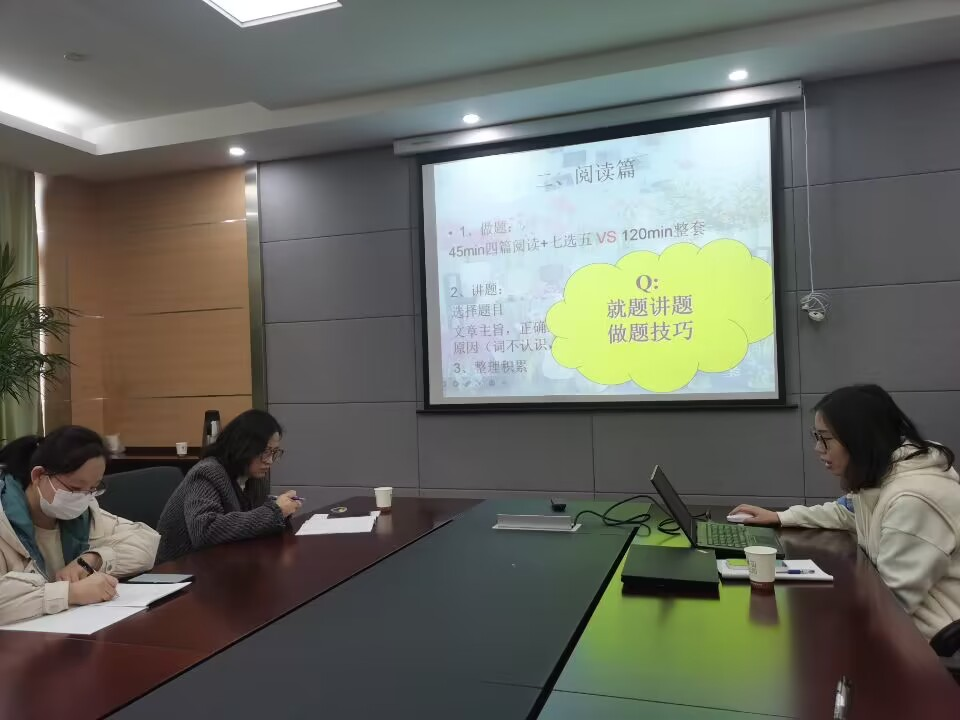 二、阅读篇
• 1、做题:
45min四篇阅读+七选五 VS 120min整套
2、讲题:
选择题目
文章主旨，正确
原因（词不认识，
3、整理积累
Q:
就题讲题
做题技巧